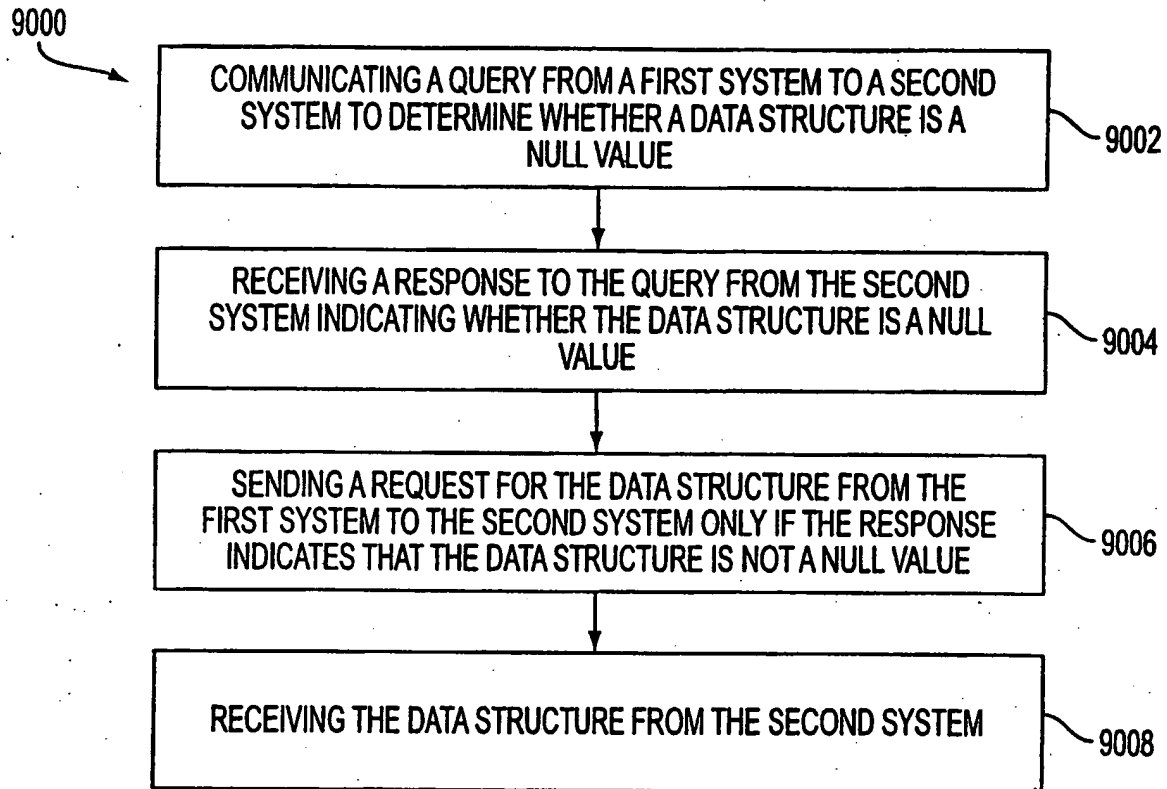 9000
COMMUNICATING A QUERY FROM A FIRST SYSTEM TO A SECOND
SYSTEM TO DETERMINE WHETHER A DATA STRUCTURE IS A
NULL VALUE
9002
RECEIVING A RESPONSE TO THE QUERY FROM THE SECOND
SYSTEM INDICATING WHETHER THE DATA STRUCTURE IS A NULL
VALUE
9004
SENDING A REQUEST FOR THE DATA STRUCTURE FROM THE
FIRST SYSTEM TO THE SECOND SYSTEM ONLY IF THE RESPONSE
INDICATES THAT THE DATA STRUCTURE IS NOT A NULL VALUE
9006
RECEIVING THE DATA STRUCTURE FROM THE SECOND SYSTEM
9008